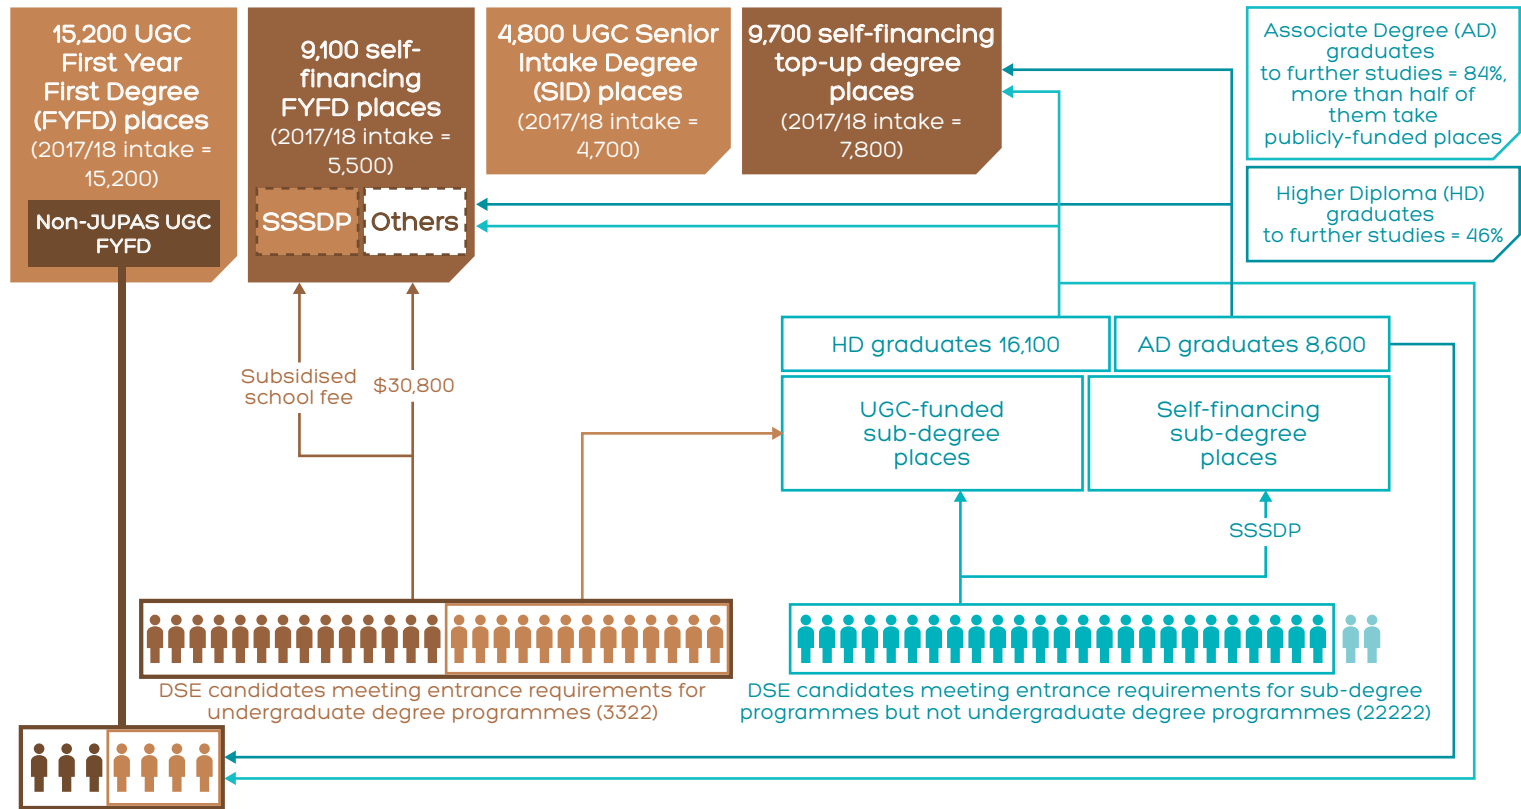 15,200 UGC
First Year
First Degree
(FYFD) places
(2017/18 intake =
15,200)
Non-JUPAS UGC
FYFD
9,100 self-
financing
FYFD places
(2017/18 intake =
5,500)
SSSDP
Others
4,800 UGC Senior
Intake Degree
(SID) places
(2017/18 intake =
4,700)
9,700 self-financing
top-up degree
places
(2017/18 intake =
7,800)
Associate Degree (AD)
graduates
to further studies = 84%,
more than half of
them take
publicly-funded places
Higher Diploma (HD)
graduates
to further studies = 46%
HD graduates 16,100
AD graduates 8,600
Subsidised
school fee
$30,800
UGC-funded
sub-degree
places
Self-financing
sub-degree
places
SSSDP
DSE candidates meeting entrance requirements for
undergraduate degree programmes (3322)
DSE candidates meeting entrance requirements for sub-degree
programmes but not undergraduate degree programmes (22222)